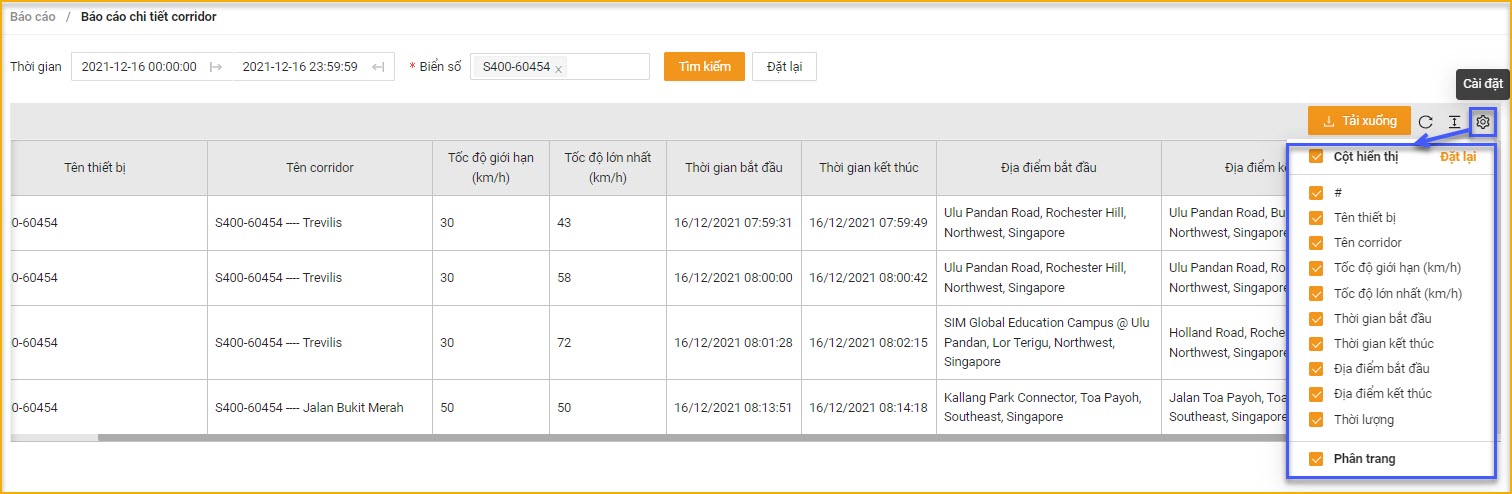 Báo cáo / Báo cáo chi tiết corridor
Thời gian 2021-12-16 00:00:00 2021-12-16 23:59:59 * Biển số S400-60454 x Tìm kiếm Đặt lại
Cài đặt
Tải xuống
Tên thiết bị Tên corridor Tốc độ giới hạn (km/h) Tốc độ lớn nhất (km/h) Thời gian bắt đầu Thời gian kết thúc Địa điểm bắt đầu Địa điểm k
0-60454 S400-60454 ---- Trevilis 30 43 16/12/2021 07:59:31 16/12/2021 07:59:49 Ulu Pandan Road, Rochester Hill, Ulu Pandan Road, Bu
Northwest, Singapore Northwest, Singapore
0-60454 S400-60454 ---- Trevilis 30 58 16/12/2021 08:00:00 16/12/2021 08:00:42 Ulu Pandan Road, Rochester Hill, Ulu Pandan Road, Ro
Northwest, Singapore Northwest, Singapore
0-60454 S400-60454 ---- Trevilis 30 72 16/12/2021 08:01:28 16/12/2021 08:02:15 SIM Global Education Campus @ Ulu Holland Road, Roche
Pandan, Lor Terigu, Northwest, Northwest, Singapore
Singapore
0-60454 S400-60454 ---- Jalan Bukit Merah 50 50 16/12/2021 08:13:51 16/12/2021 08:14:18 Kallang Park Connector, Toa Payoh, Jalan Toa Payoh, Toa
Southeast, Singapore Southeast, Singapore
Cột hiển thị Đặt lại
#
Tên thiết bị
Tên corridor
Tốc độ giới hạn (km/h)
Tốc độ lớn nhất (km/h)
Thời gian bắt đầu
Thời gian kết thúc
Địa điểm bắt đầu
Địa điểm kết thúc
Thời lượng
Phân trang